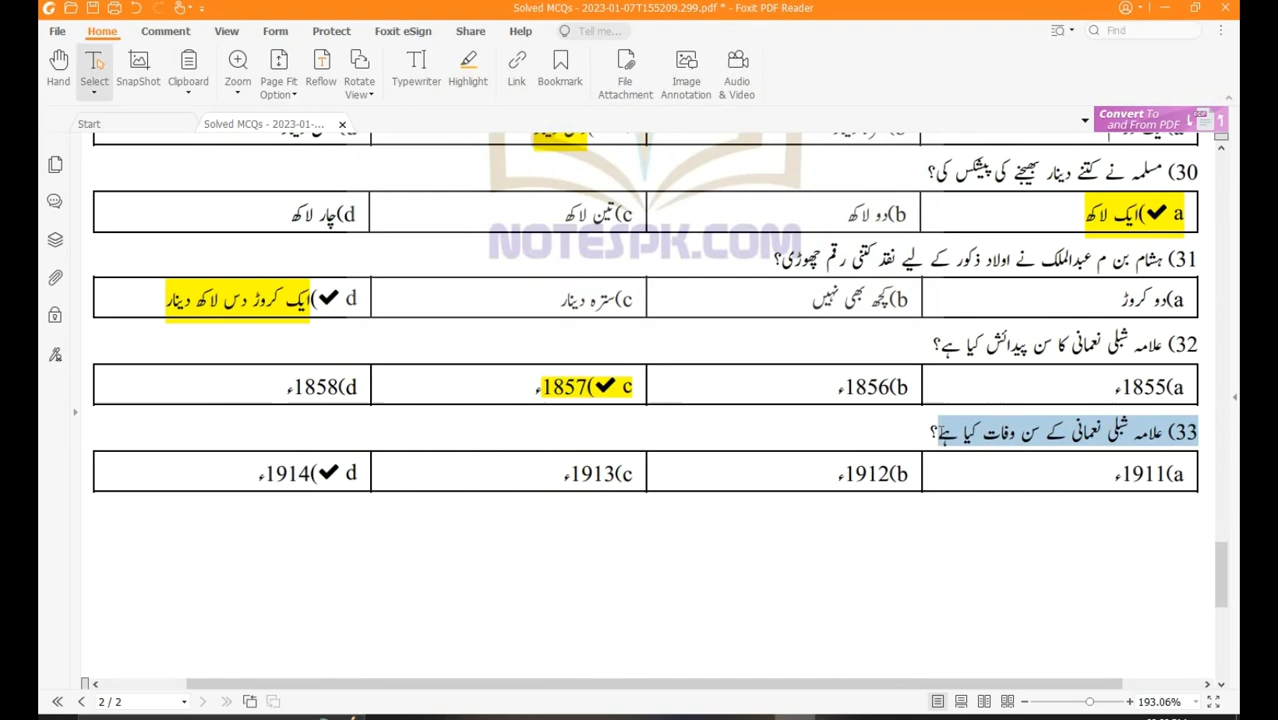 Solved MCQs - 2023-01-07T155209.299.pdf * - Foxit PDF Reader
File Home Comment View Form Protect Foxit eSign Share Help Tell me... Find
Hand Select SnapShot Clipboard Zoom Page Fit Option Reflow Rotate View Typewriter Highlight Link Bookmark File Attachment Image Annotation Audio & Video
Start Solved MCQs - 2023-01-... Convert To and From PDF
30) مسلمہ نے کتنے دینار بھیجنے کی پیشکس کی؟
a ✔)ایک لاکھ b)دو لاکھ c)تین لاکھ d)چار لاکھ
NOTESPK.COM
31) ہشام بن م عبدالملک نے اولاد ذکور کے لیے نقد کتنی رقم چھوڑی؟
a)دو کروڑ b)کچھ بھی نہیں c)سترہ دینار d ✔)ایک کروڑ دس لاکھ دینار
32) علامہ شبلی نعمانی کا سن پیدائش کیا ہے؟
a)1855ء b)1856ء c ✔)1857ء d)1858ء
33) علامہ شبلی نعمانی کے سن وفات کیا ہے؟
a)1911ء b)1912ء c)1913ء d ✔)1914ء
2 / 2 193.06%